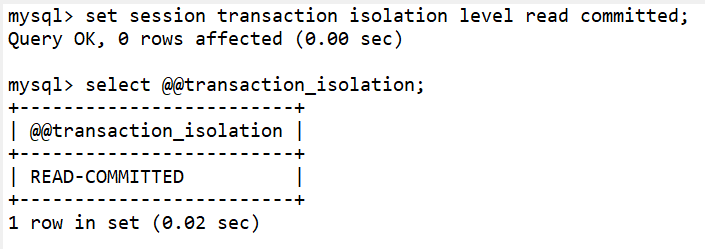 mysql> set session transaction isolation level read committed;
Query OK, 0 rows affected (0.00 sec)
mysql> select @@transaction_isolation;
+-------------------------+
| @@transaction_isolation |
+-------------------------+
| READ-COMMITTED          |
+-------------------------+
1 row in set (0.02 sec)